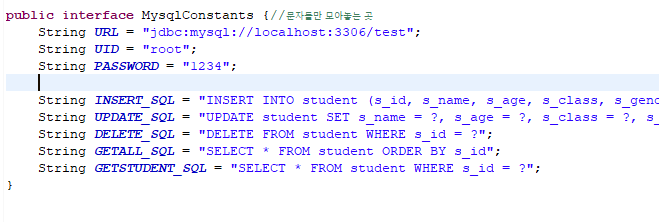 public interface MysqlConstants {//문자들만 모아놓는 곳
String URL = "jdbc:mysql://localhost:3306/test";
String UID = "root";
String PASSWORD = "1234";
String INSERT_SQL = "INSERT INTO student (s_id, s_name, s_age, s_class, s_gend
String UPDATE_SQL = "UPDATE student SET s_name = ?, s_age = ?, s_class = ?, s_
String DELETE_SQL = "DELETE FROM student WHERE s_id = ?";
String GETALL_SQL = "SELECT * FROM student ORDER BY s_id";
String GETSTUDENT_SQL = "SELECT * FROM student WHERE s_id = ?";
}